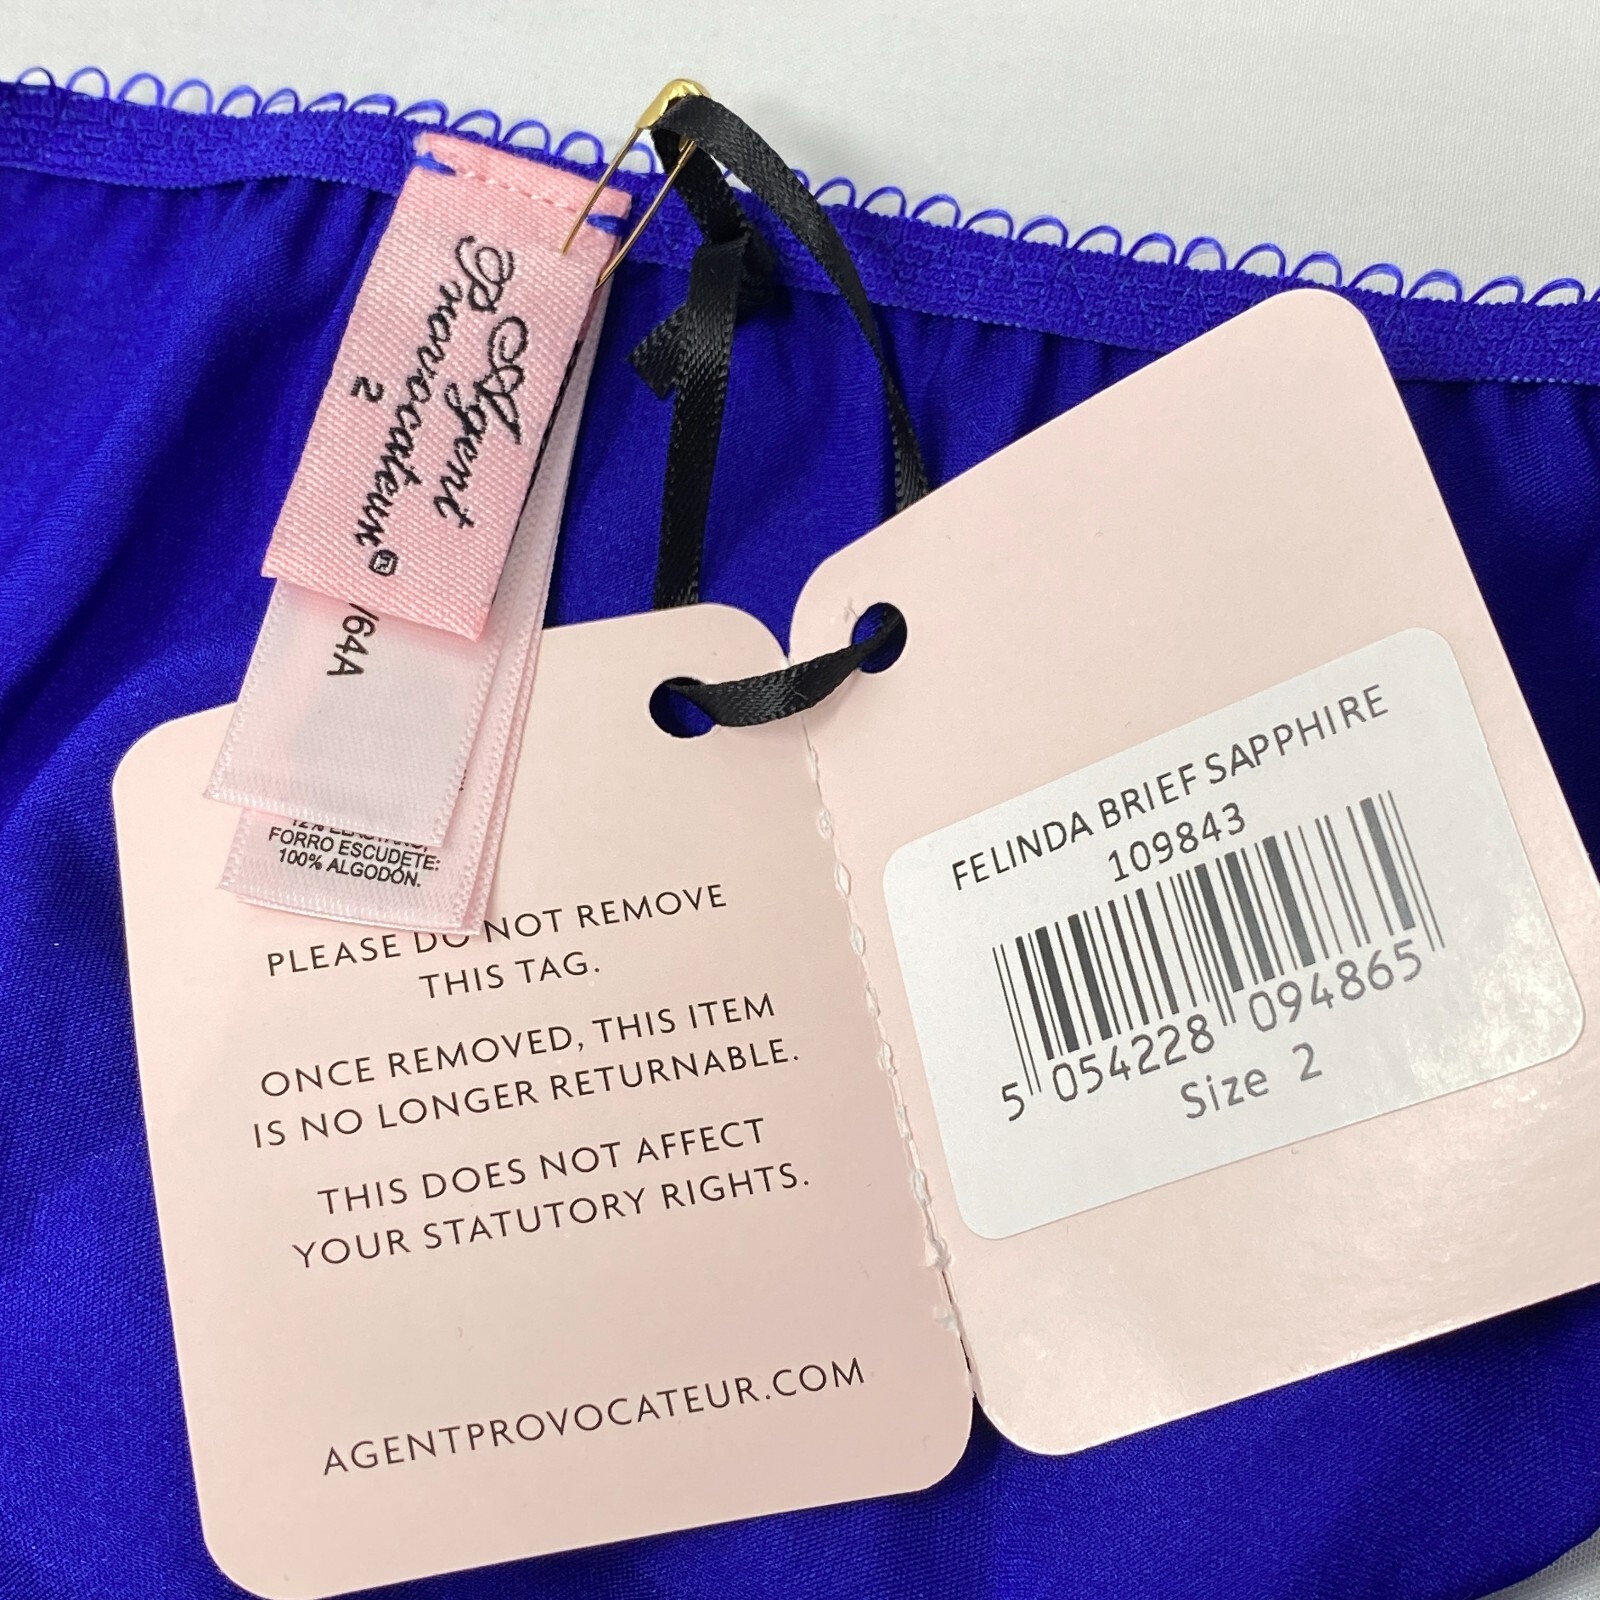 Agent
Provocateur®
2
/64A
FORRO ESCUDETE:
100% ALGODÓN.
PLEASE DO NOT REMOVE
THIS TAG.
ONCE REMOVED, THIS ITEM
IS NO LONGER RETURNABLE.
THIS DOES NOT AFFECT
YOUR STATUTORY RIGHTS.
AGENTPROVOCATEUR.COM
FELINDA BRIEF SAPPHIRE
109843
5 054228 094865
Size 2